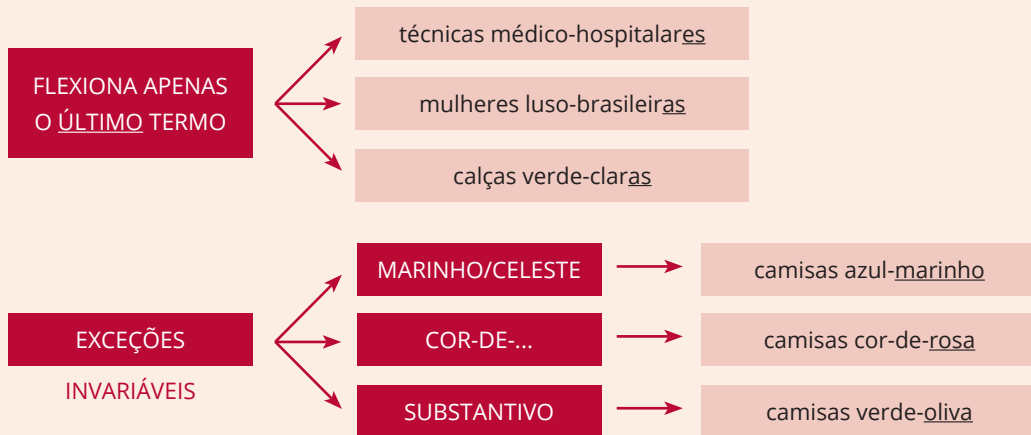 FLEXIONA APENAS
O ÚLTIMO TERMO
técnicas médico-hospitalares
mulheres luso-brasileiras
calças verde-claras
EXCEÇÕES
INVARIÁVEIS
MARINHO/CELESTE
camisas azul-marinho
COR-DE-...
camisas cor-de-rosa
SUBSTANTIVO
camisas verde-oliva